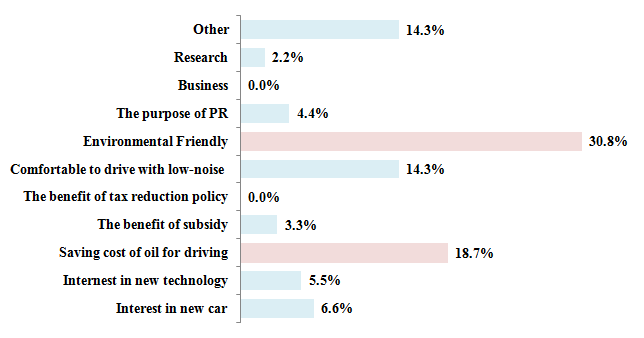 Other 14.3%
Research 2.2%
Business 0.0%
The purpose of PR 4.4%
Environmental Friendly 30.8%
Comfortable to drive with low-noise 14.3%
The benefit of tax reduction policy 0.0%
The benefit of subsidy 3.3%
Saving cost of oil for driving 18.7%
Internest in new technology 5.5%
Interest in new car 6.6%